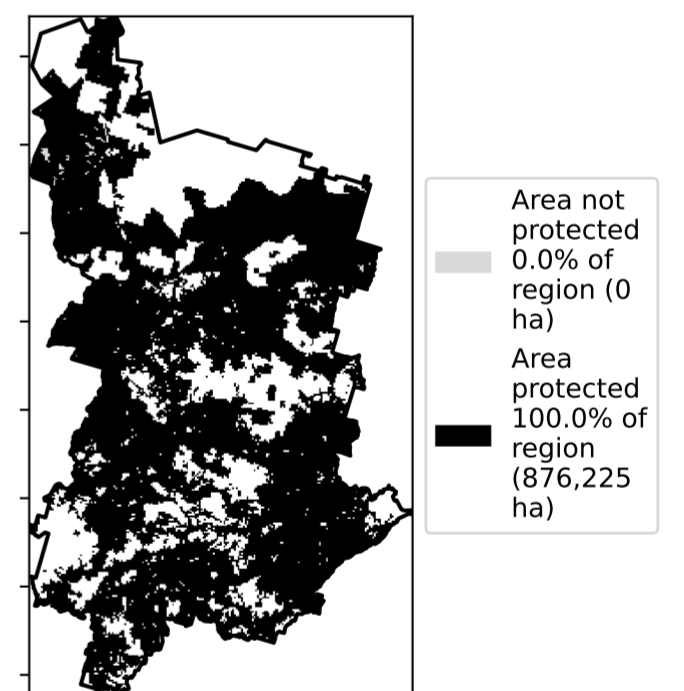 Area not
protected
0.0% of
region (0
ha)
Area
protected
100.0% of
region
(876,225
ha)